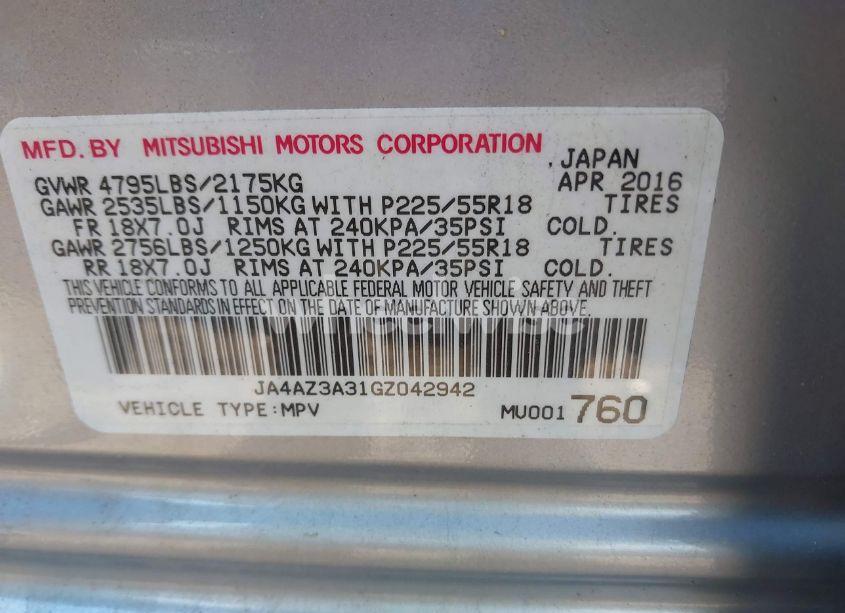 MFD. BY MITSUBISHI MOTORS CORPORATION
, JAPAN
GVWR 4795LBS/2175KG APR 2016
GAWR 2535LBS/1150KG WITH P225/55R18 TIRES
FR 18X7.0J RIMS AT 240KPA/35PSI COLD.
GAWR 2756LBS/1250KG WITH P225/55R18 TIRES
RR 18X7.0J RIMS AT 240KPA/35PSI COLD.
THIS VEHICLE CONFORMS TO ALL APPLICABLE FEDERAL MOTOR VEHICLE SAFETY AND THEFT
PREVENTION STANDARDS IN EFFECT ON THE DATE OF MANUFACTURE SHOWN ABOVE.
JA4AZ3A31GZ042942
VEHICLE TYPE:MPV MU001 760